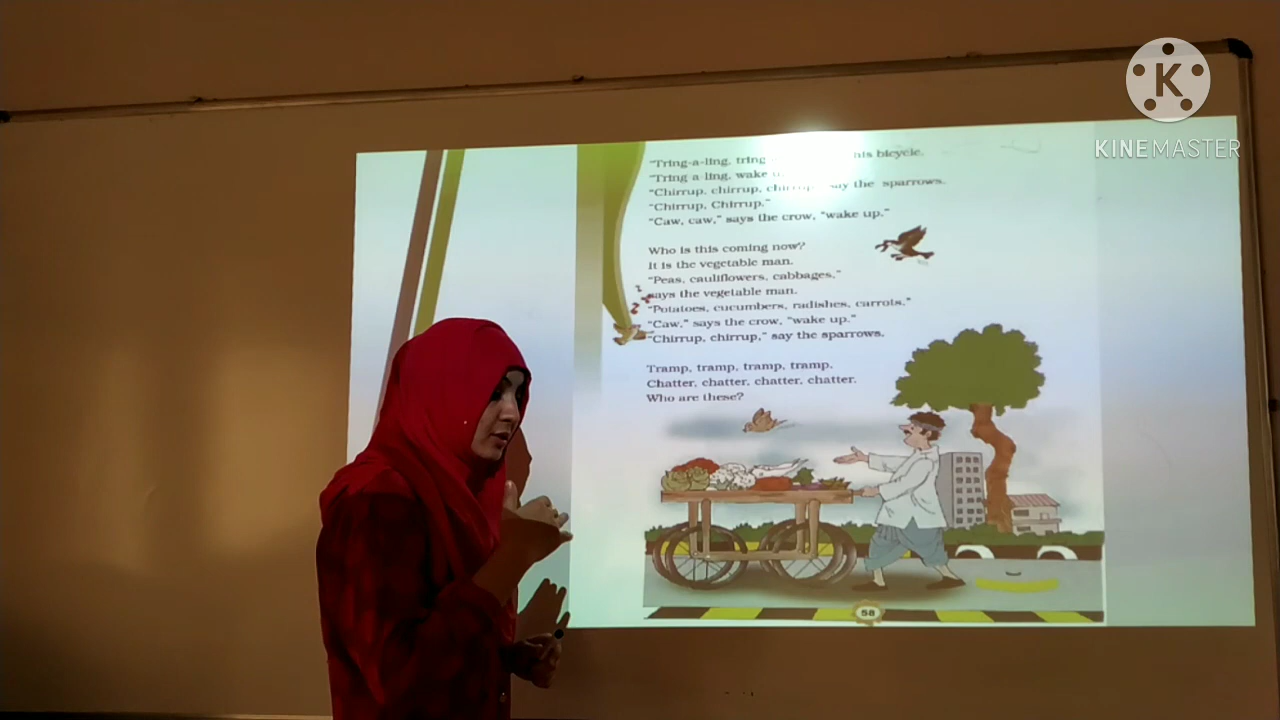 K
KINEMASTER
"Tring-a-ling, tring his bicycle.
"Tring a ling, wake
"Chirrup, chirrup, say the sparrows.
"Chirrup, Chirrup."
"Caw, caw," says the crow, "wake up."
Who is this coming now?
It is the vegetable man.
"Peas, cauliflowers, cabbages,"
says the vegetable man.
"Potatoes, cucumbers, radishes, carrots."
"Caw," says the crow, "wake up."
"Chirrup, chirrup," say the sparrows.
Tramp, tramp, tramp, tramp.
Chatter, chatter, chatter, chatter.
Who are these?
58